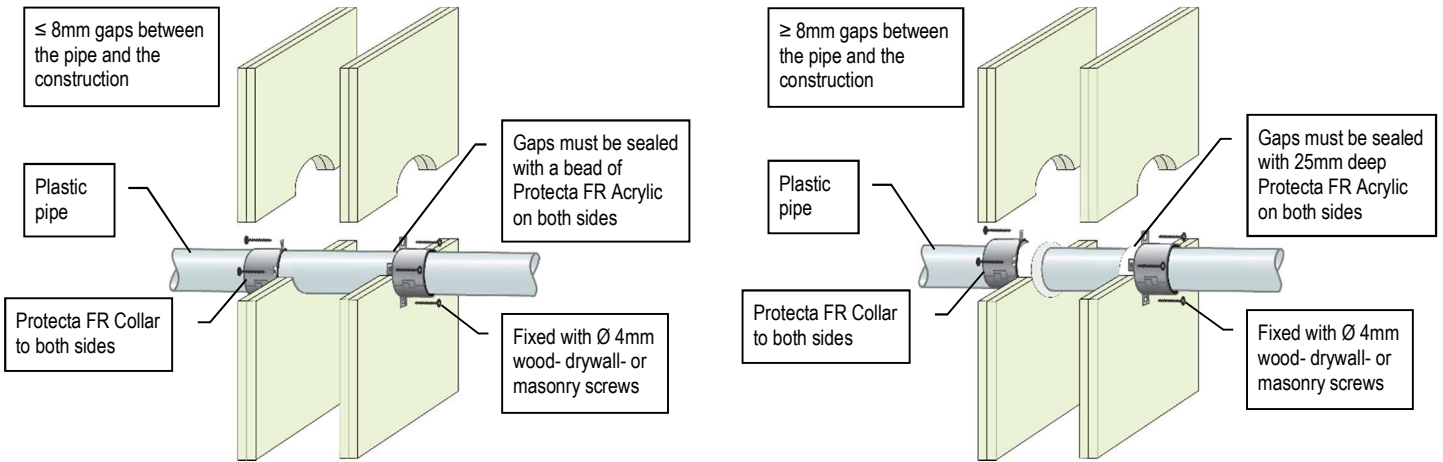 ≤ 8mm gaps between
the pipe and the
construction
Plastic
pipe
Gaps must be sealed
with a bead of
Protecta FR Acrylic
on both sides
Protecta FR Collar
to both sides
Fixed with Ø 4mm
wood- drywall- or
masonry screws
≥ 8mm gaps between
the pipe and the
construction
Plastic
pipe
Gaps must be sealed
with 25mm deep
Protecta FR Acrylic
on both sides
Protecta FR Collar
to both sides
Fixed with Ø 4mm
wood- drywall- or
masonry screws